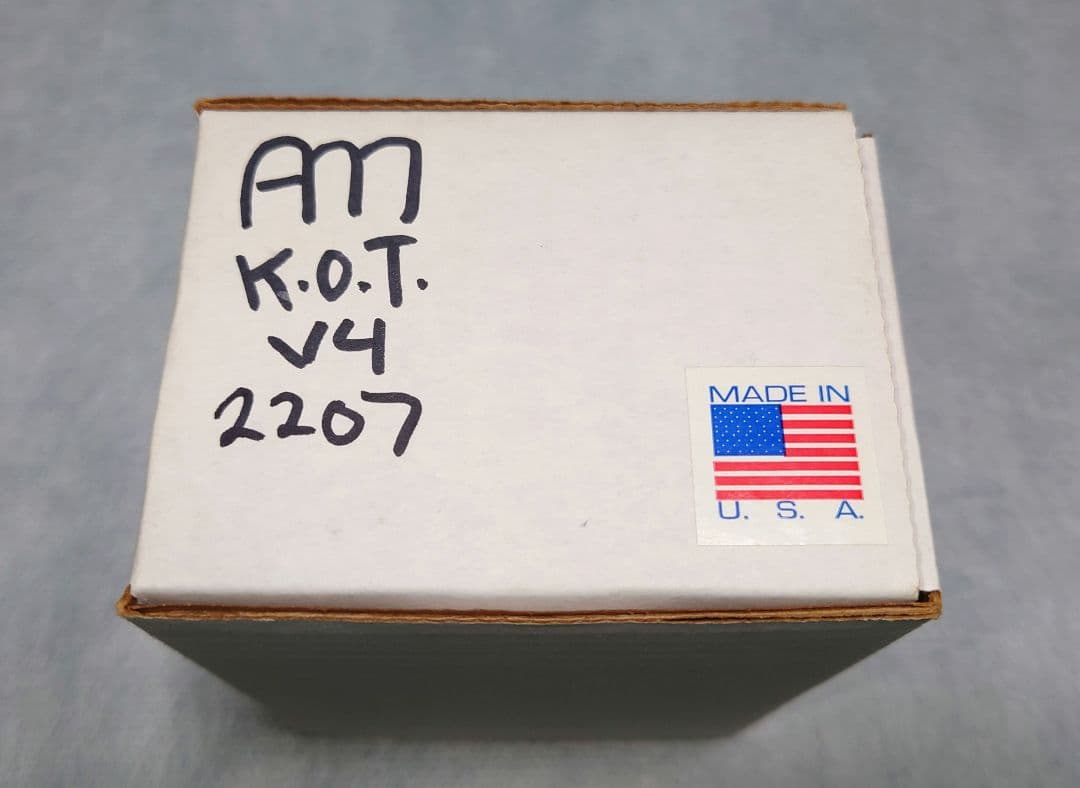 AM
K.O.T.
V4
2207
MADE IN
U. S. A.